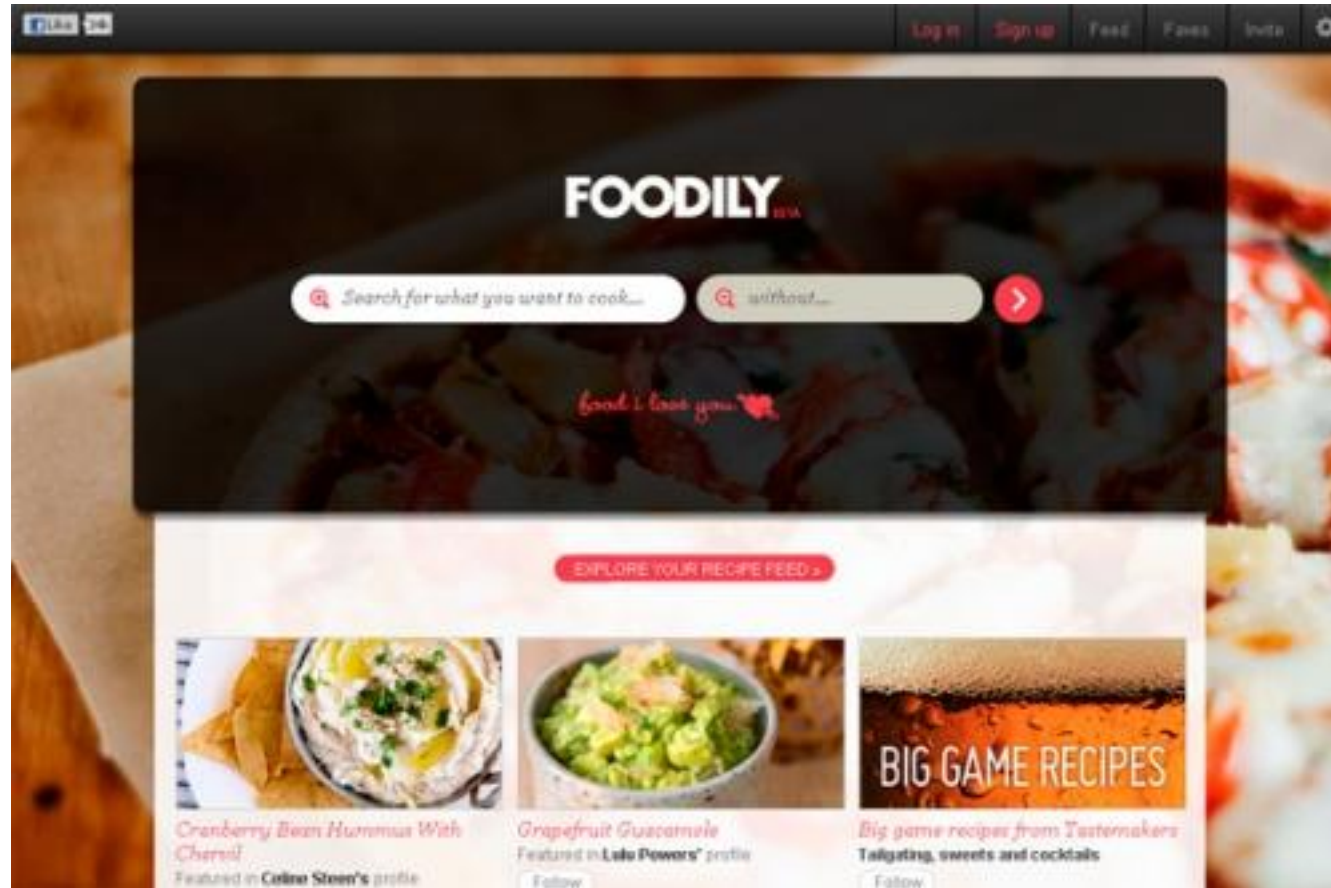 Like 34k
Log in Sign up Feed Faves Invite
FOODILY BETA
Search for what you want to cook...
without...
food i love you
EXPLORE YOUR RECIPE FEED »
BIG GAME RECIPES
Cranberry Bean Hummus With
Chervil
Featured in Celine Steen's profile
Grapefruit Guacamole
Featured in Lulu Powers' profile
Follow
Big game recipes from Tastemakers
Tailgating, sweets and cocktails
Follow